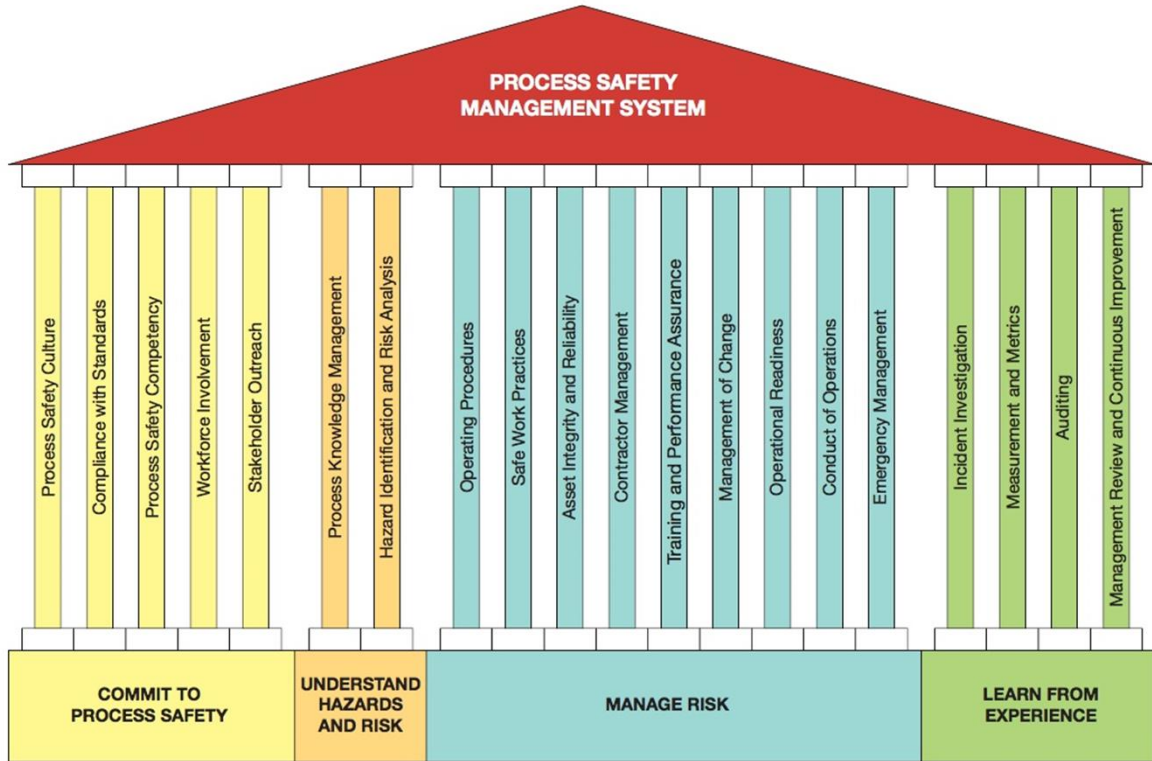 PROCESS SAFETY
MANAGEMENT SYSTEM
Process Safety Culture
Compliance with Standards
Process Safety Competency
Workforce Involvement
Stakeholder Outreach
Process Knowledge Management
Hazard Identification and Risk Analysis
Operating Procedures
Safe Work Practices
Asset Integrity and Reliability
Contractor Management
Training and Performance Assurance
Management of Change
Operational Readiness
Conduct of Operations
Emergency Management
Incident Investigation
Measurement and Metrics
Auditing
Management Review and Continuous Improvement
COMMIT TO
PROCESS SAFETY
UNDERSTAND
HAZARDS
AND RISK
MANAGE RISK
LEARN FROM
EXPERIENCE